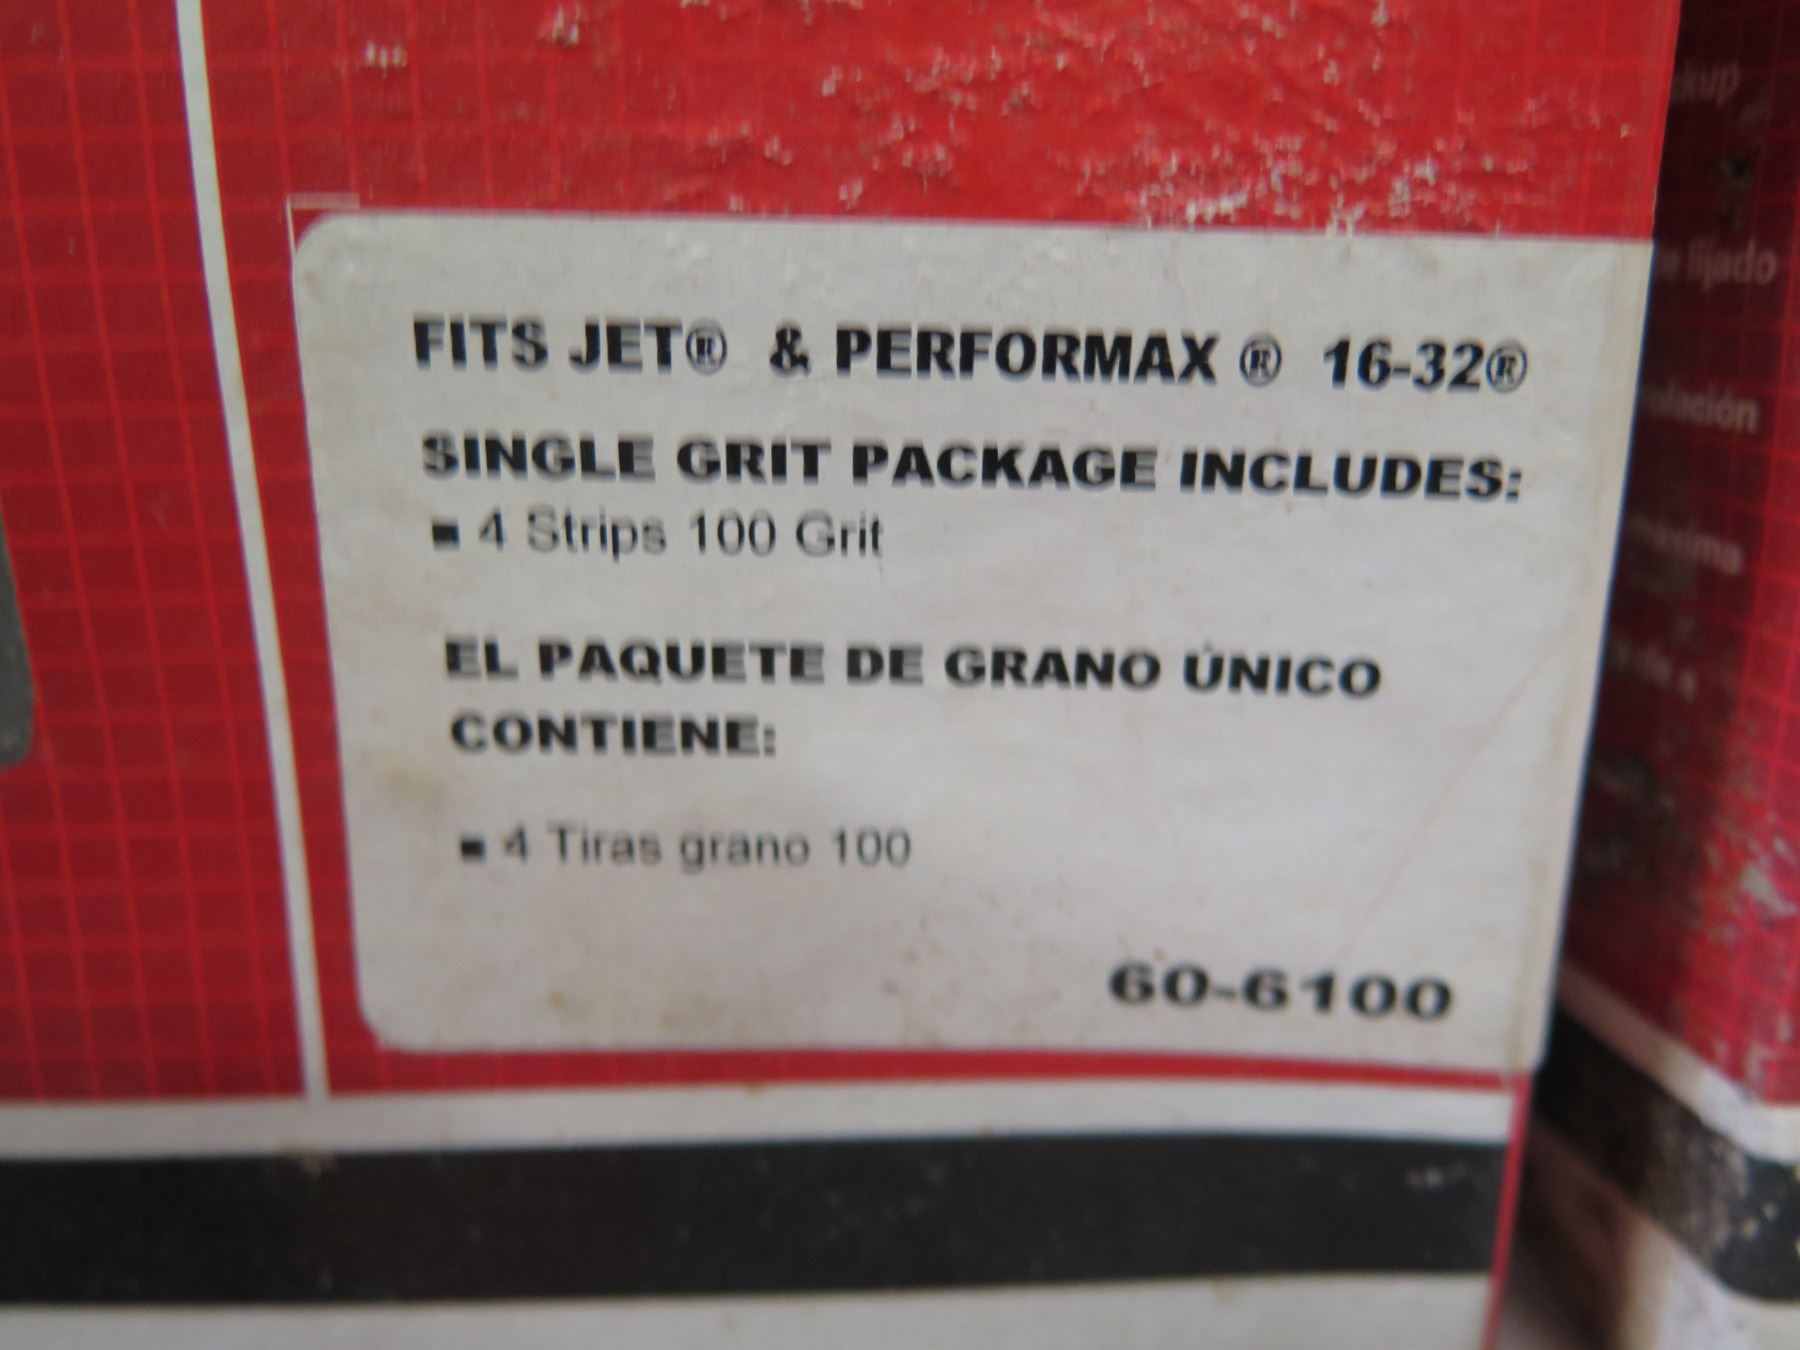 FITS JET® & PERFORMAX ® 16-32®
SINGLE GRIT PACKAGE INCLUDES:
▪ 4 Strips 100 Grit
EL PAQUETE DE GRANO ÚNICO
CONTIENE:
▪ 4 Tiras grano 100
60-6100
lijado